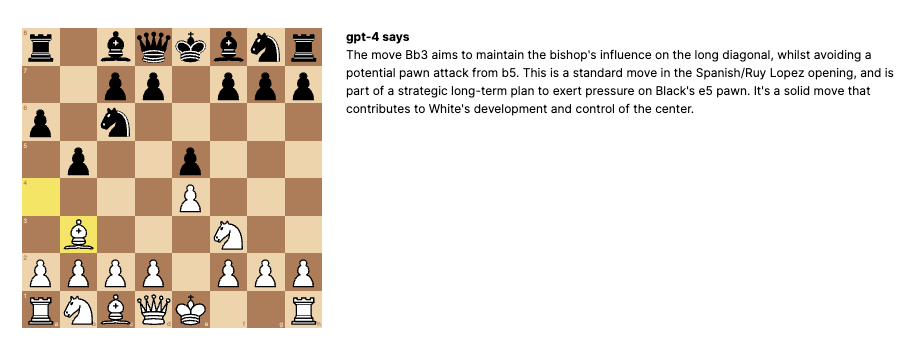 gpt-4 says
The move Bb3 aims to maintain the bishop's influence on the long diagonal, whilst avoiding a
potential pawn attack from b5. This is a standard move in the Spanish/Ruy Lopez opening, and is
part of a strategic long-term plan to exert pressure on Black's e5 pawn. It's a solid move that
contributes to White's development and control of the center.
8
7
6
5
4
3
2
1